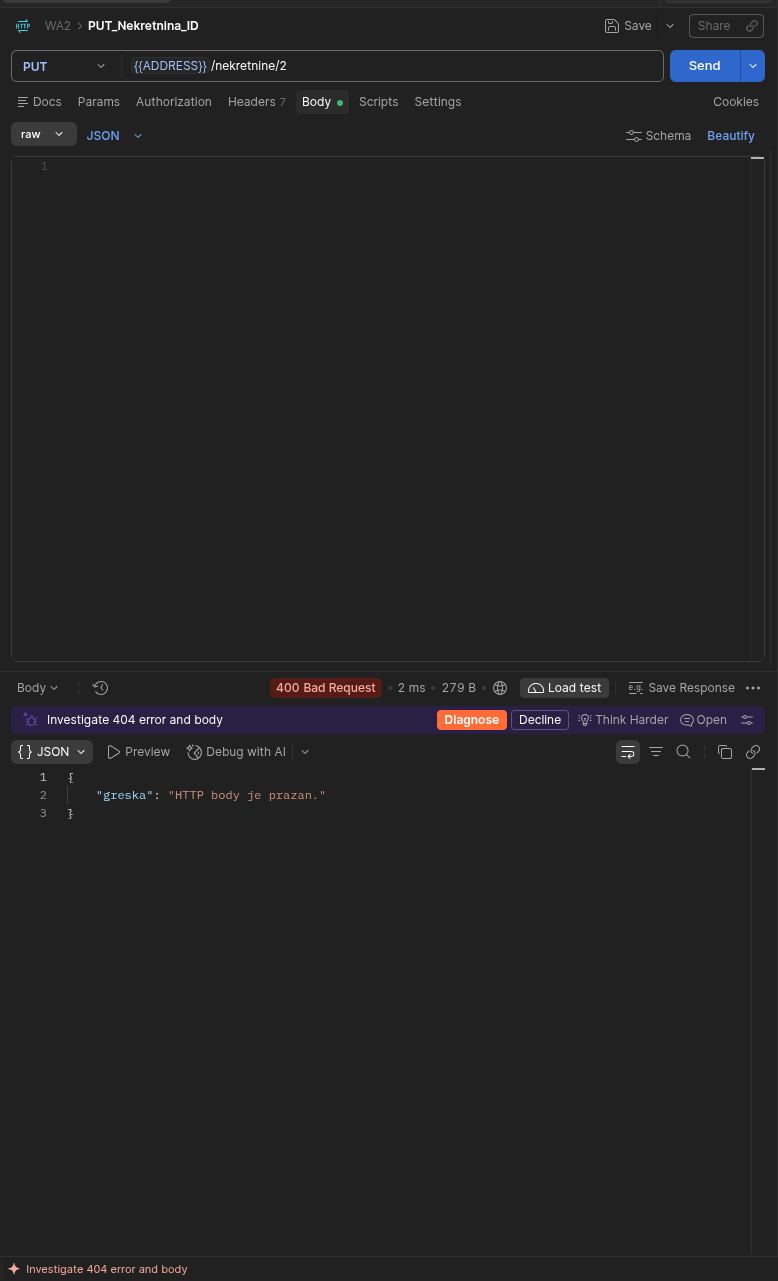 HTTP WA2 > PUT_Nekretnina_ID Save Share
PUT {{ADDRESS}} /nekretnine/2 Send
Docs Params Authorization Headers 7 Body Scripts Settings Cookies
raw JSON Schema Beautify
1
Body 400 Bad Request • 2 ms • 279 B • Load test e.g. Save Response •••
Investigate 404 error and body Diagnose Decline Think Harder Open
{ } JSON Preview Debug with AI
1 {
2 "greska": "HTTP body je prazan."
3 }
Investigate 404 error and body